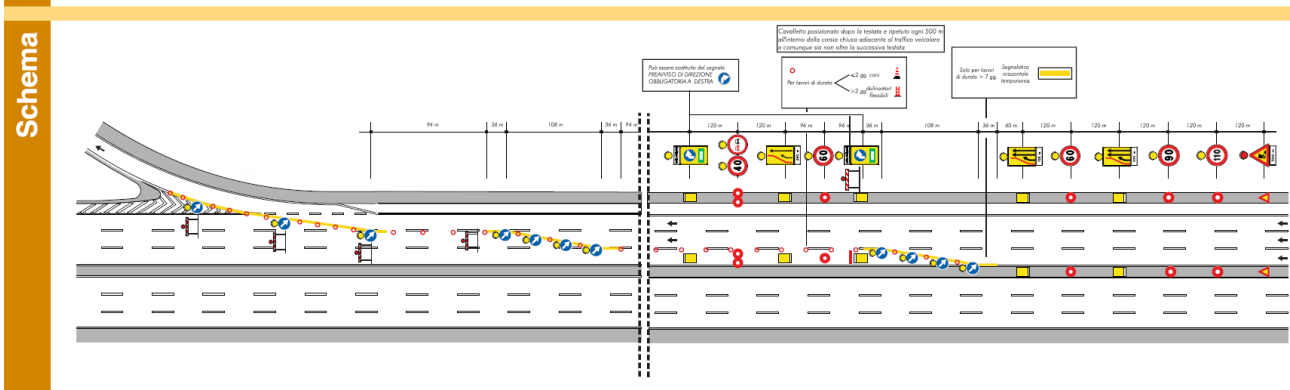 Schema
Cavalletto posizionato dopo la testata e ripetuto ogni 500 m
all'interno della corsia chiusa adiacente al traffico veicolare
e comunque sia non oltre la successiva testata
Può essere sostituito dal segnale
PREAVVISO DI DIREZIONE
OBBLIGATORIA A DESTRA
Per lavori di durata
≤2 gg. coni
>2 gg. delineatori
flessibili
Solo per lavori
di durata > 7 gg.
Segnaletica
orizzontale
temporanea
94 m 36 m 108 m 36 m 94 m 120 m 120 m 96 m 96 m 36 m 108 m 36 m 60 m 120 m 120 m 120 m 120 m 120 m
40 60 60 90 110